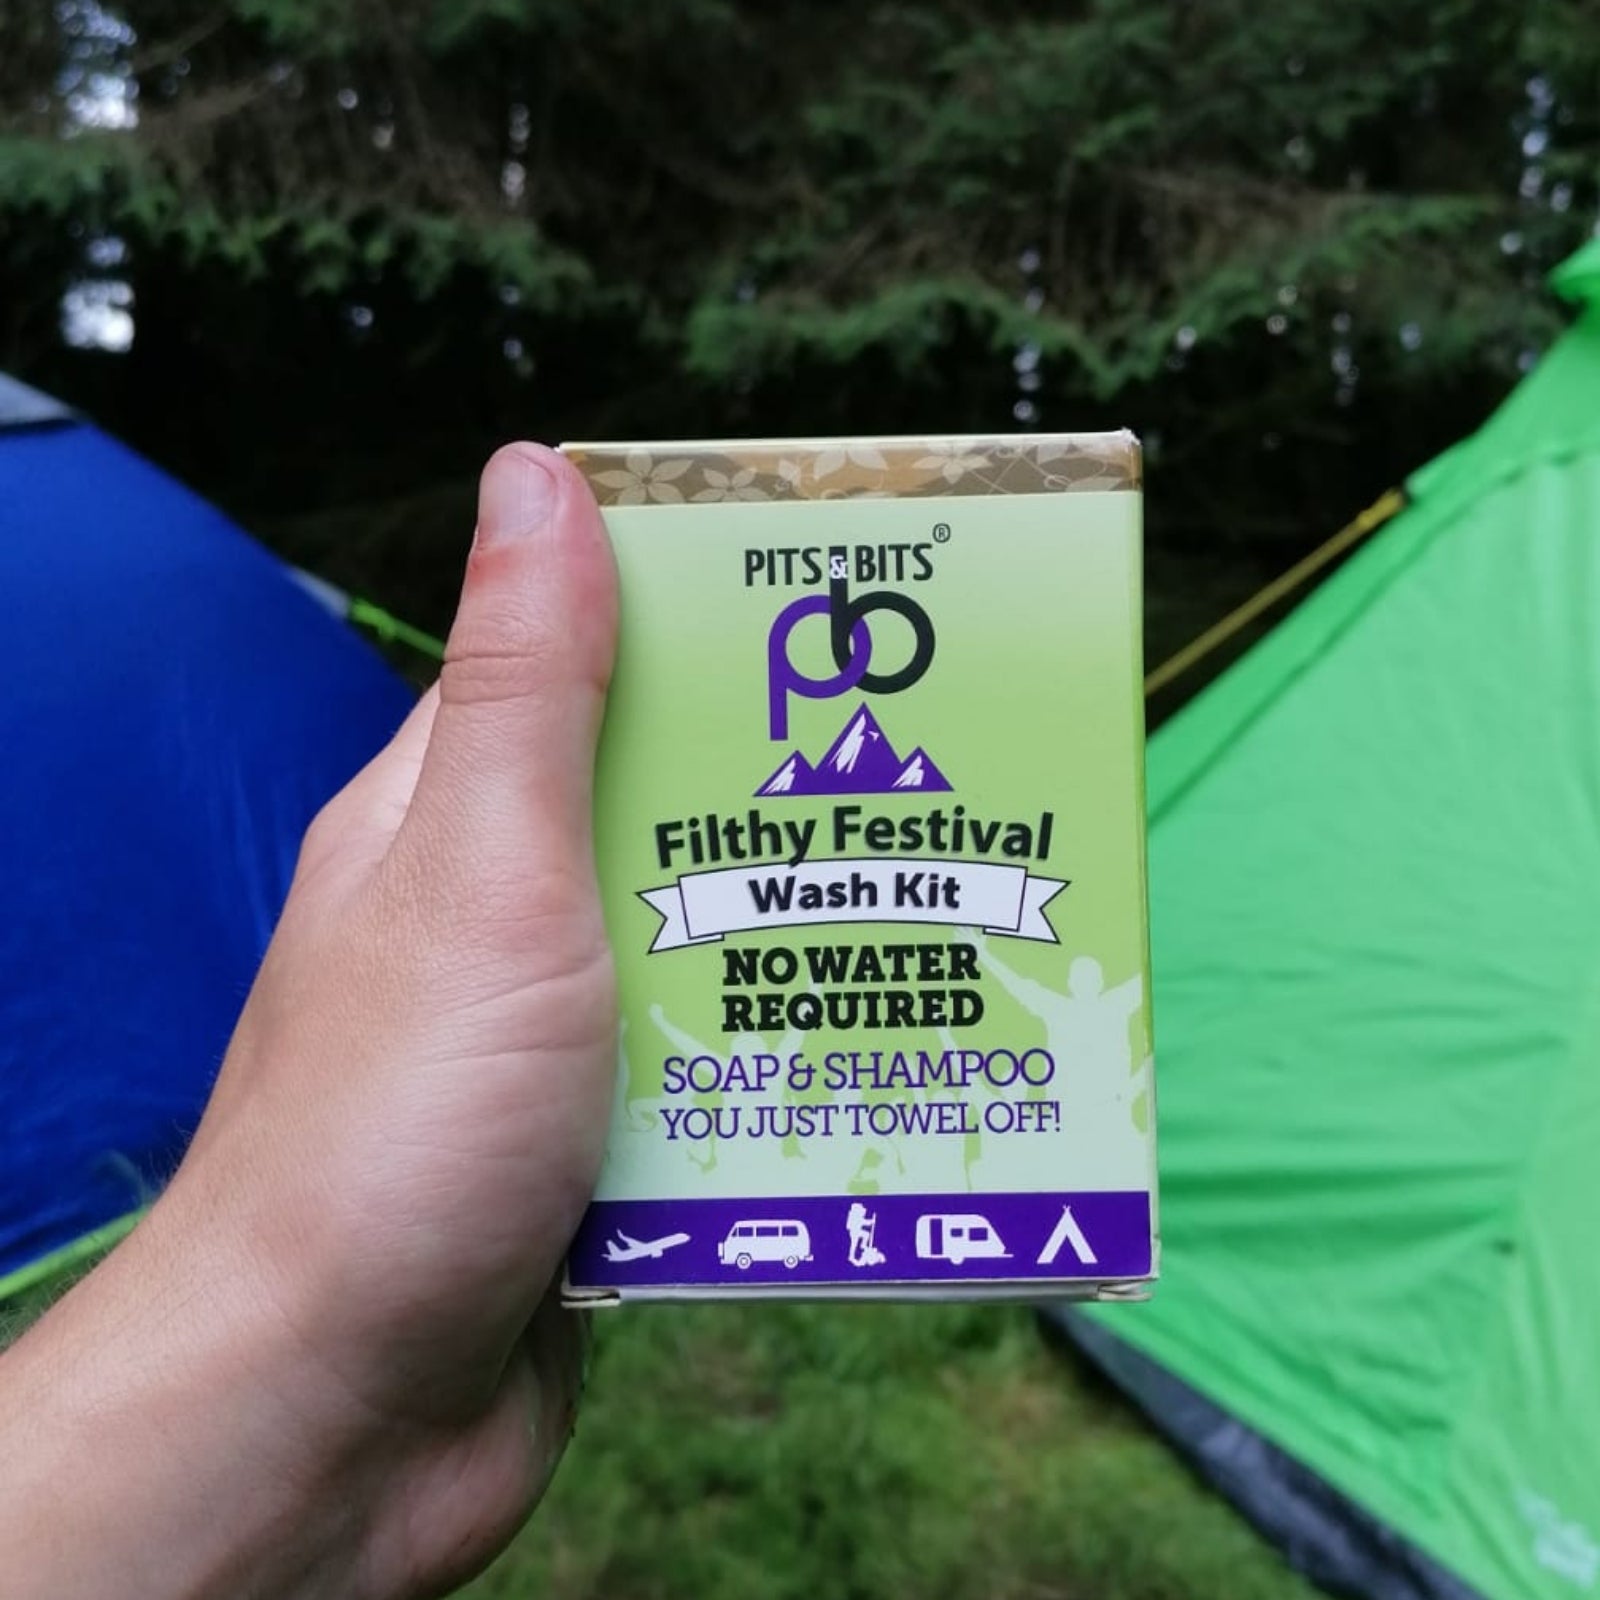 PITS & BITS®
pb
Filthy Festival
Wash Kit
NO WATER
REQUIRED
SOAP & SHAMPOO
YOU JUST TOWEL OFF!